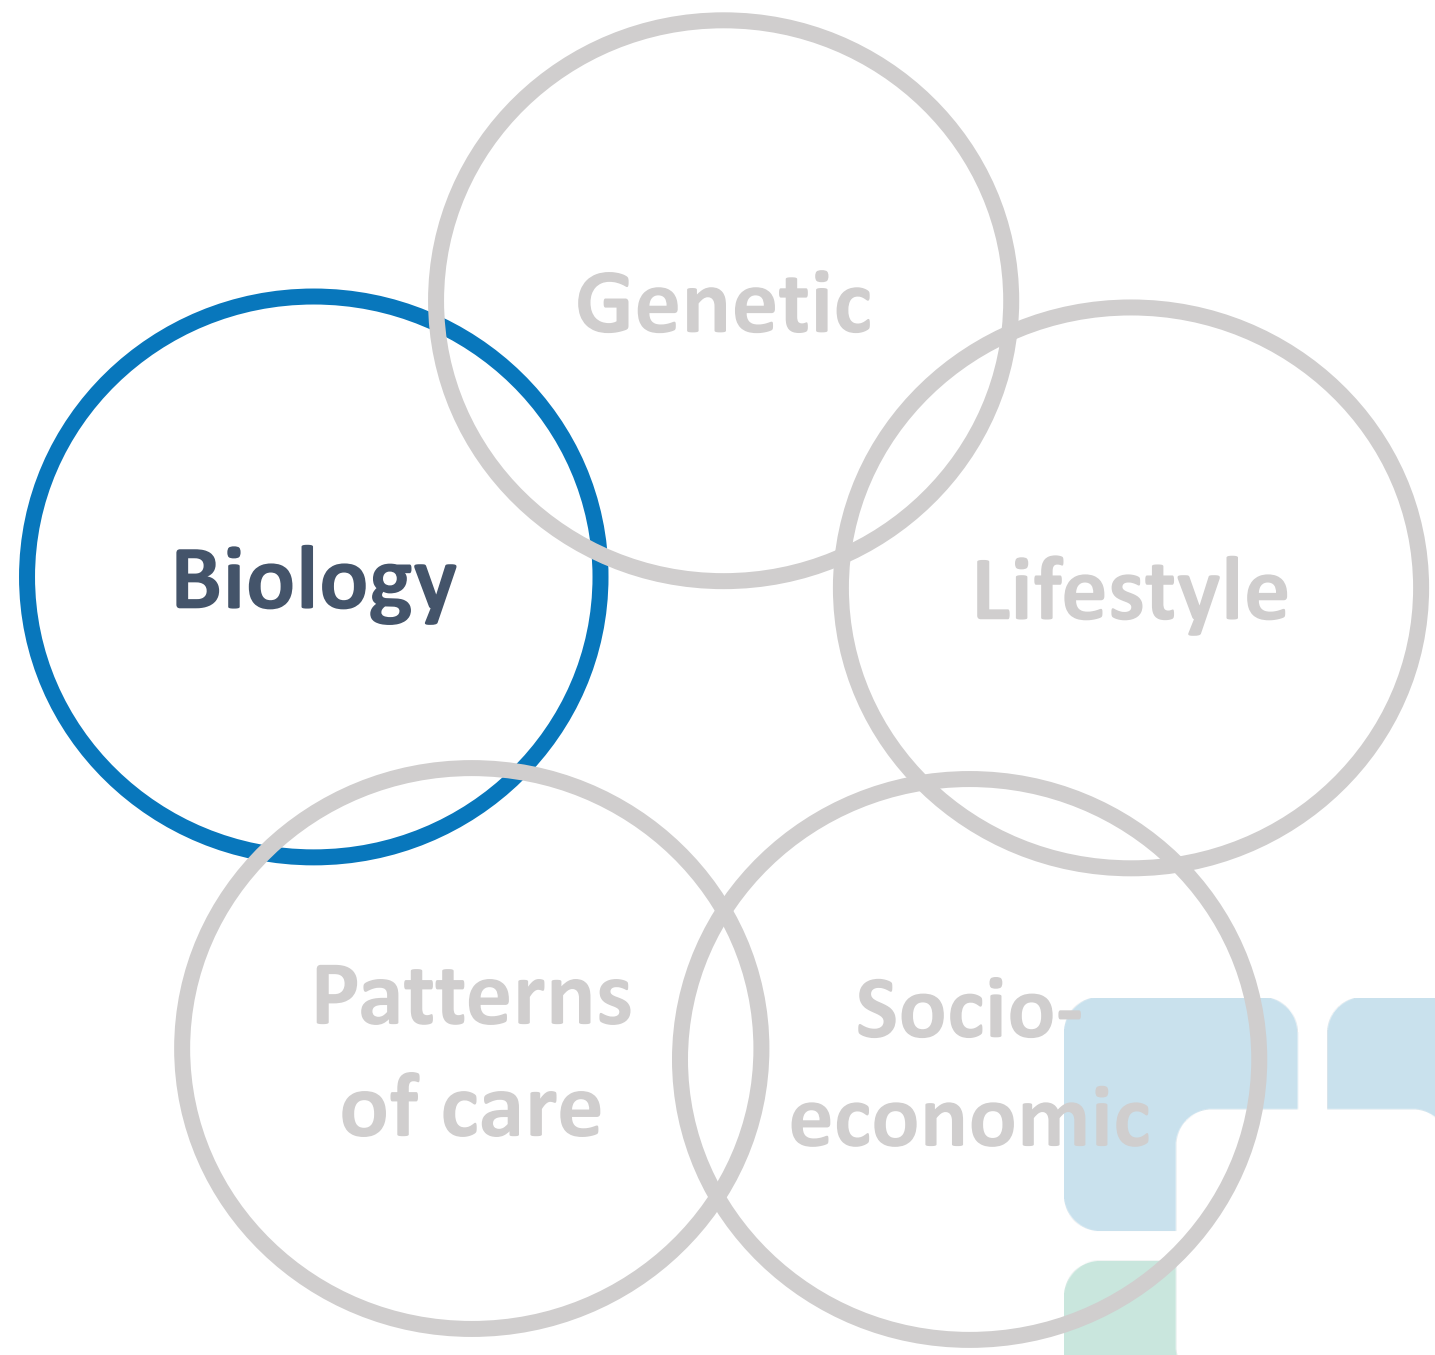 Genetic
Biology
Lifestyle
Patterns
of care
Socio-
economic